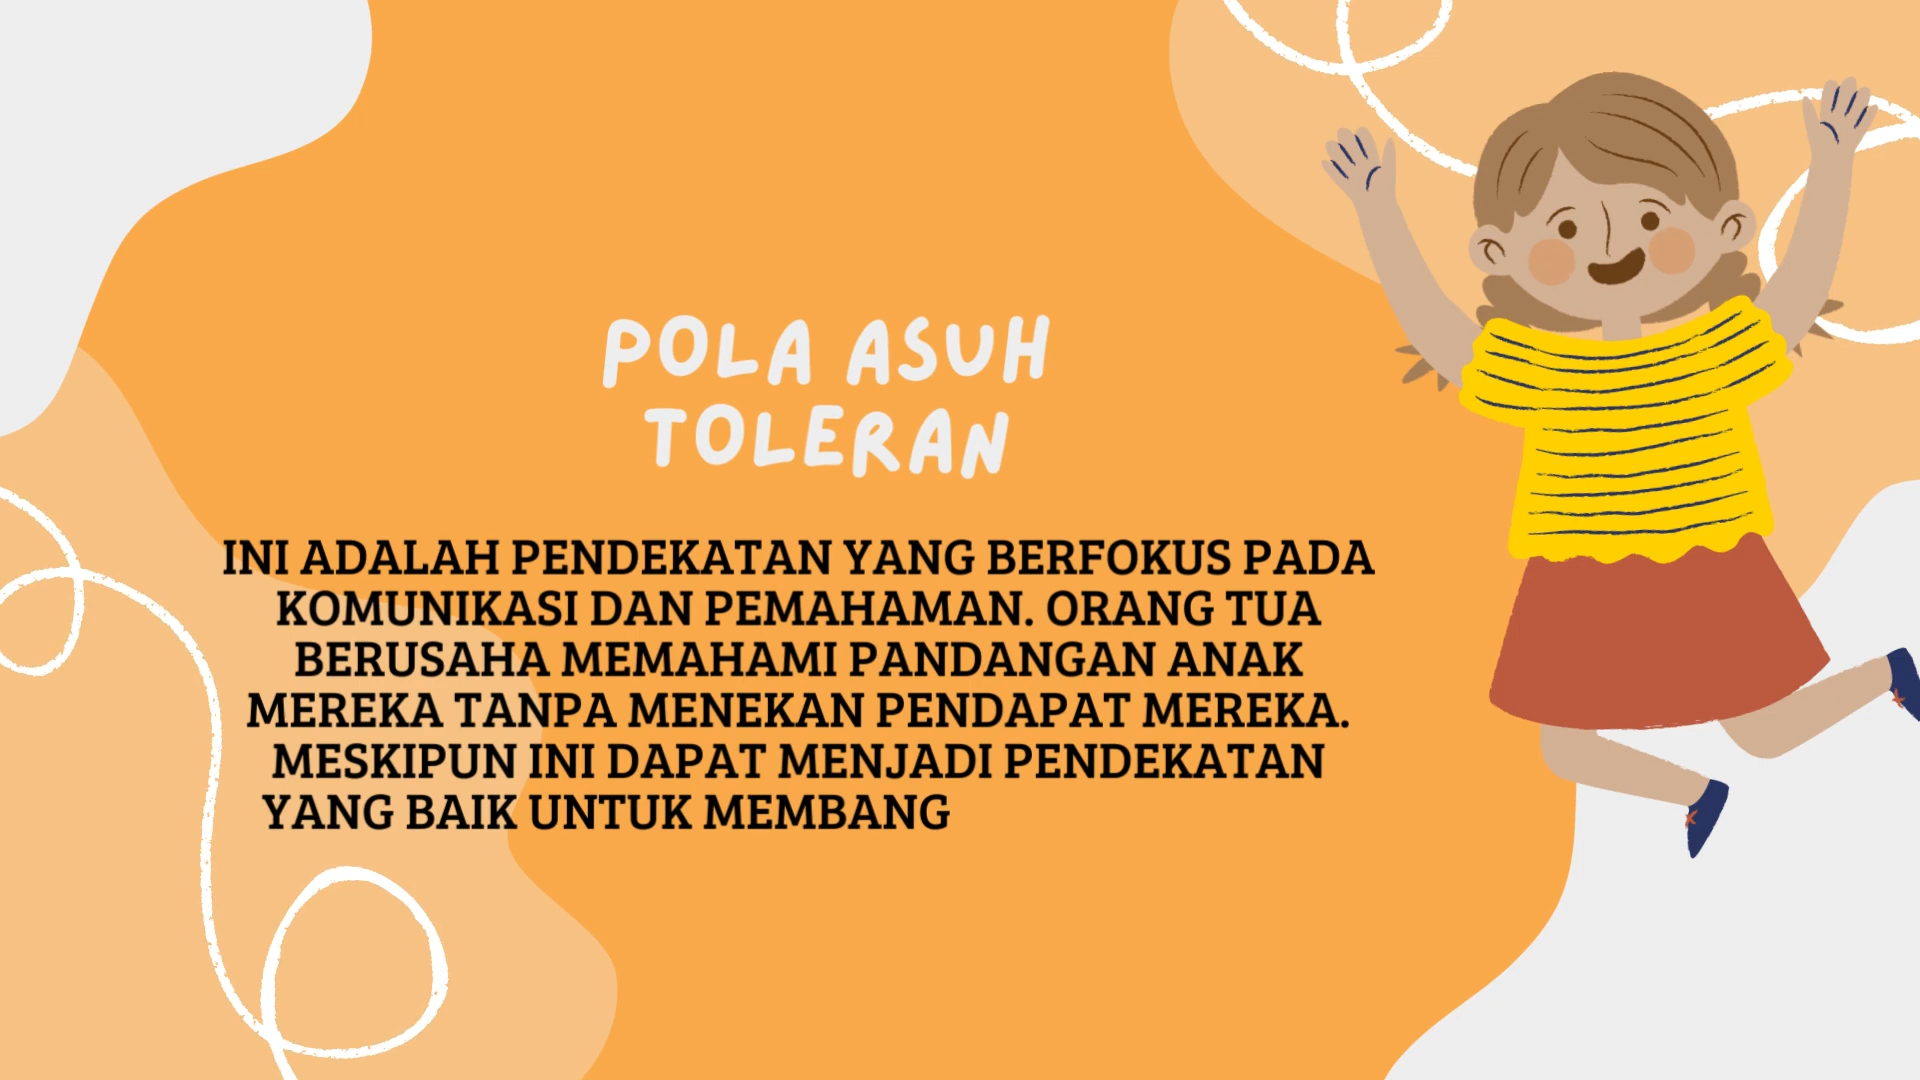 POLA ASUH
TOLERAN
INI ADALAH PENDEKATAN YANG BERFOKUS PADA
KOMUNIKASI DAN PEMAHAMAN. ORANG TUA
BERUSAHA MEMAHAMI PANDANGAN ANAK
MEREKA TANPA MENEKAN PENDAPAT MEREKA.
MESKIPUN INI DAPAT MENJADI PENDEKATAN
YANG BAIK UNTUK MEMBANG